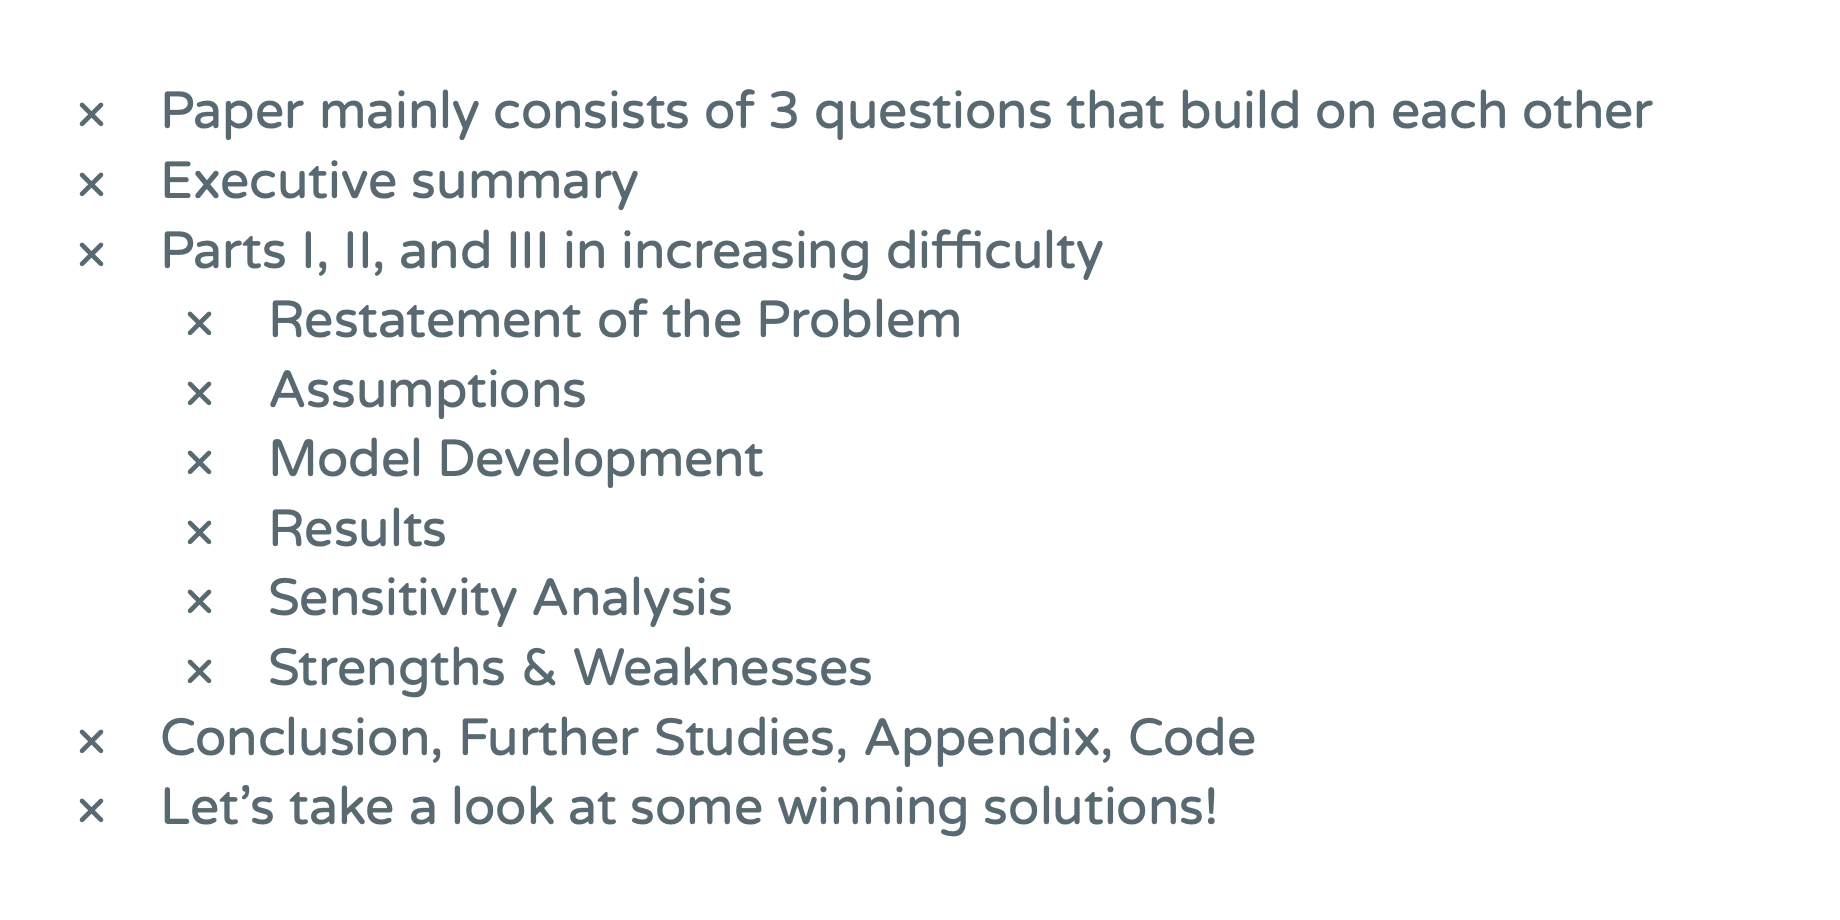 × Paper mainly consists of 3 questions that build on each other
× Executive summary
× Parts I, II, and III in increasing difficulty
× Restatement of the Problem
× Assumptions
× Model Development
× Results
× Sensitivity Analysis
× Strengths & Weaknesses
× Conclusion, Further Studies, Appendix, Code
× Let’s take a look at some winning solutions!